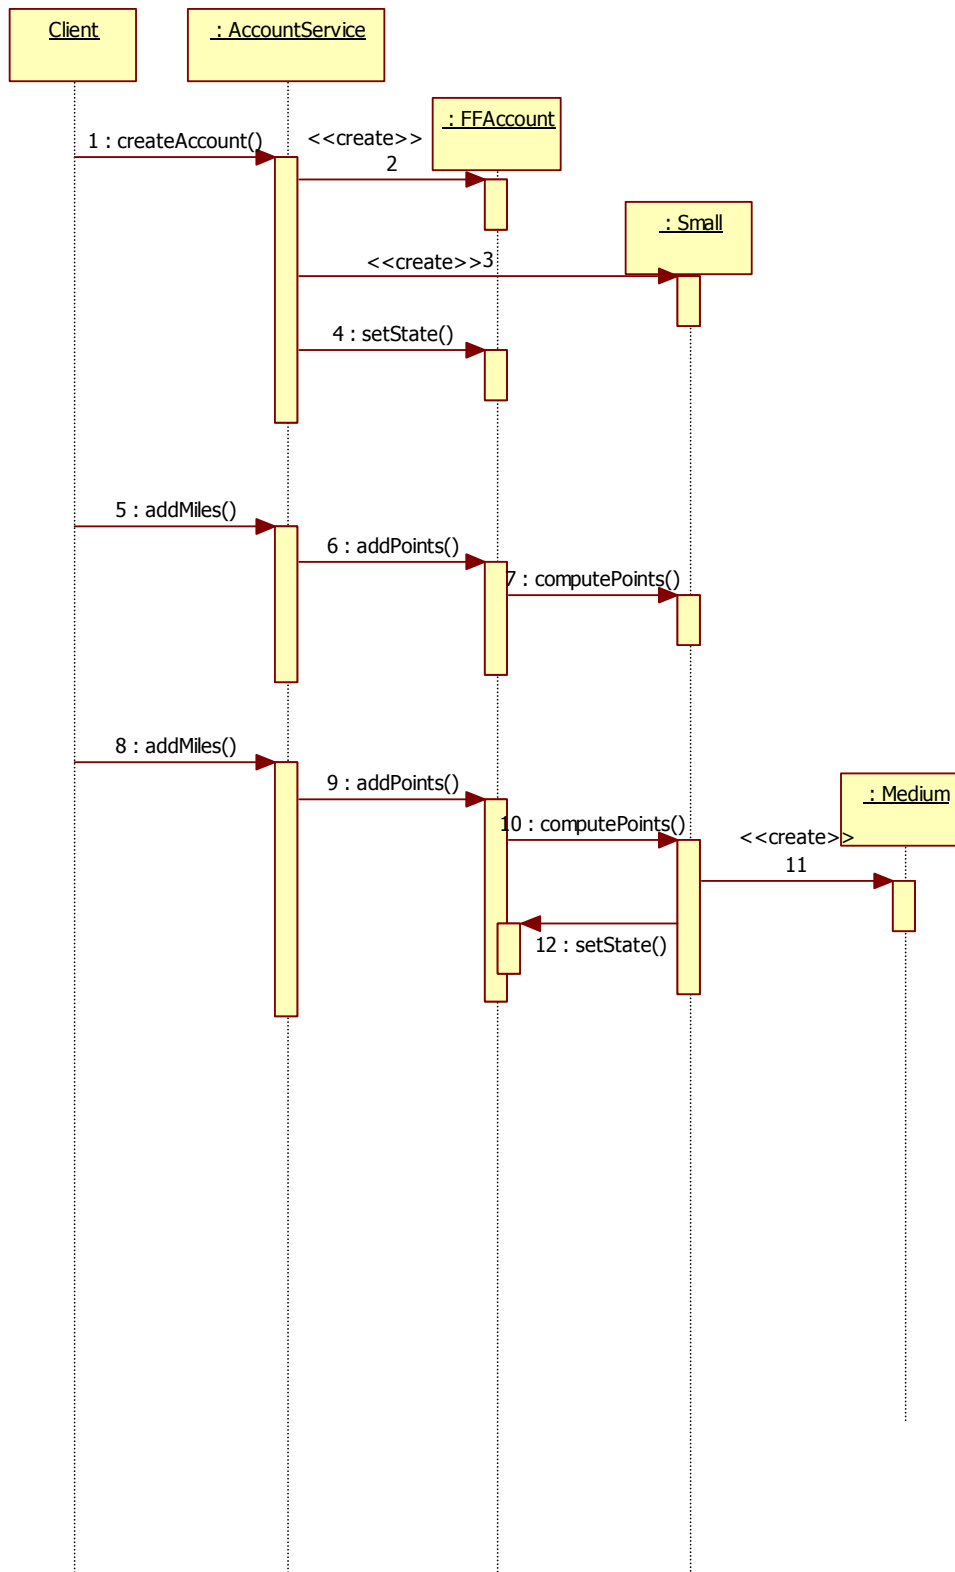 Client
: AccountService
: FFAccount
1 : createAccount()
<<create>>
2
: Small
<<create>>3
4 : setState()
5 : addMiles()
6 : addPoints()
7 : computePoints()
8 : addMiles()
9 : addPoints()
: Medium
10 : computePoints()
<<create>>
11
12 : setState()